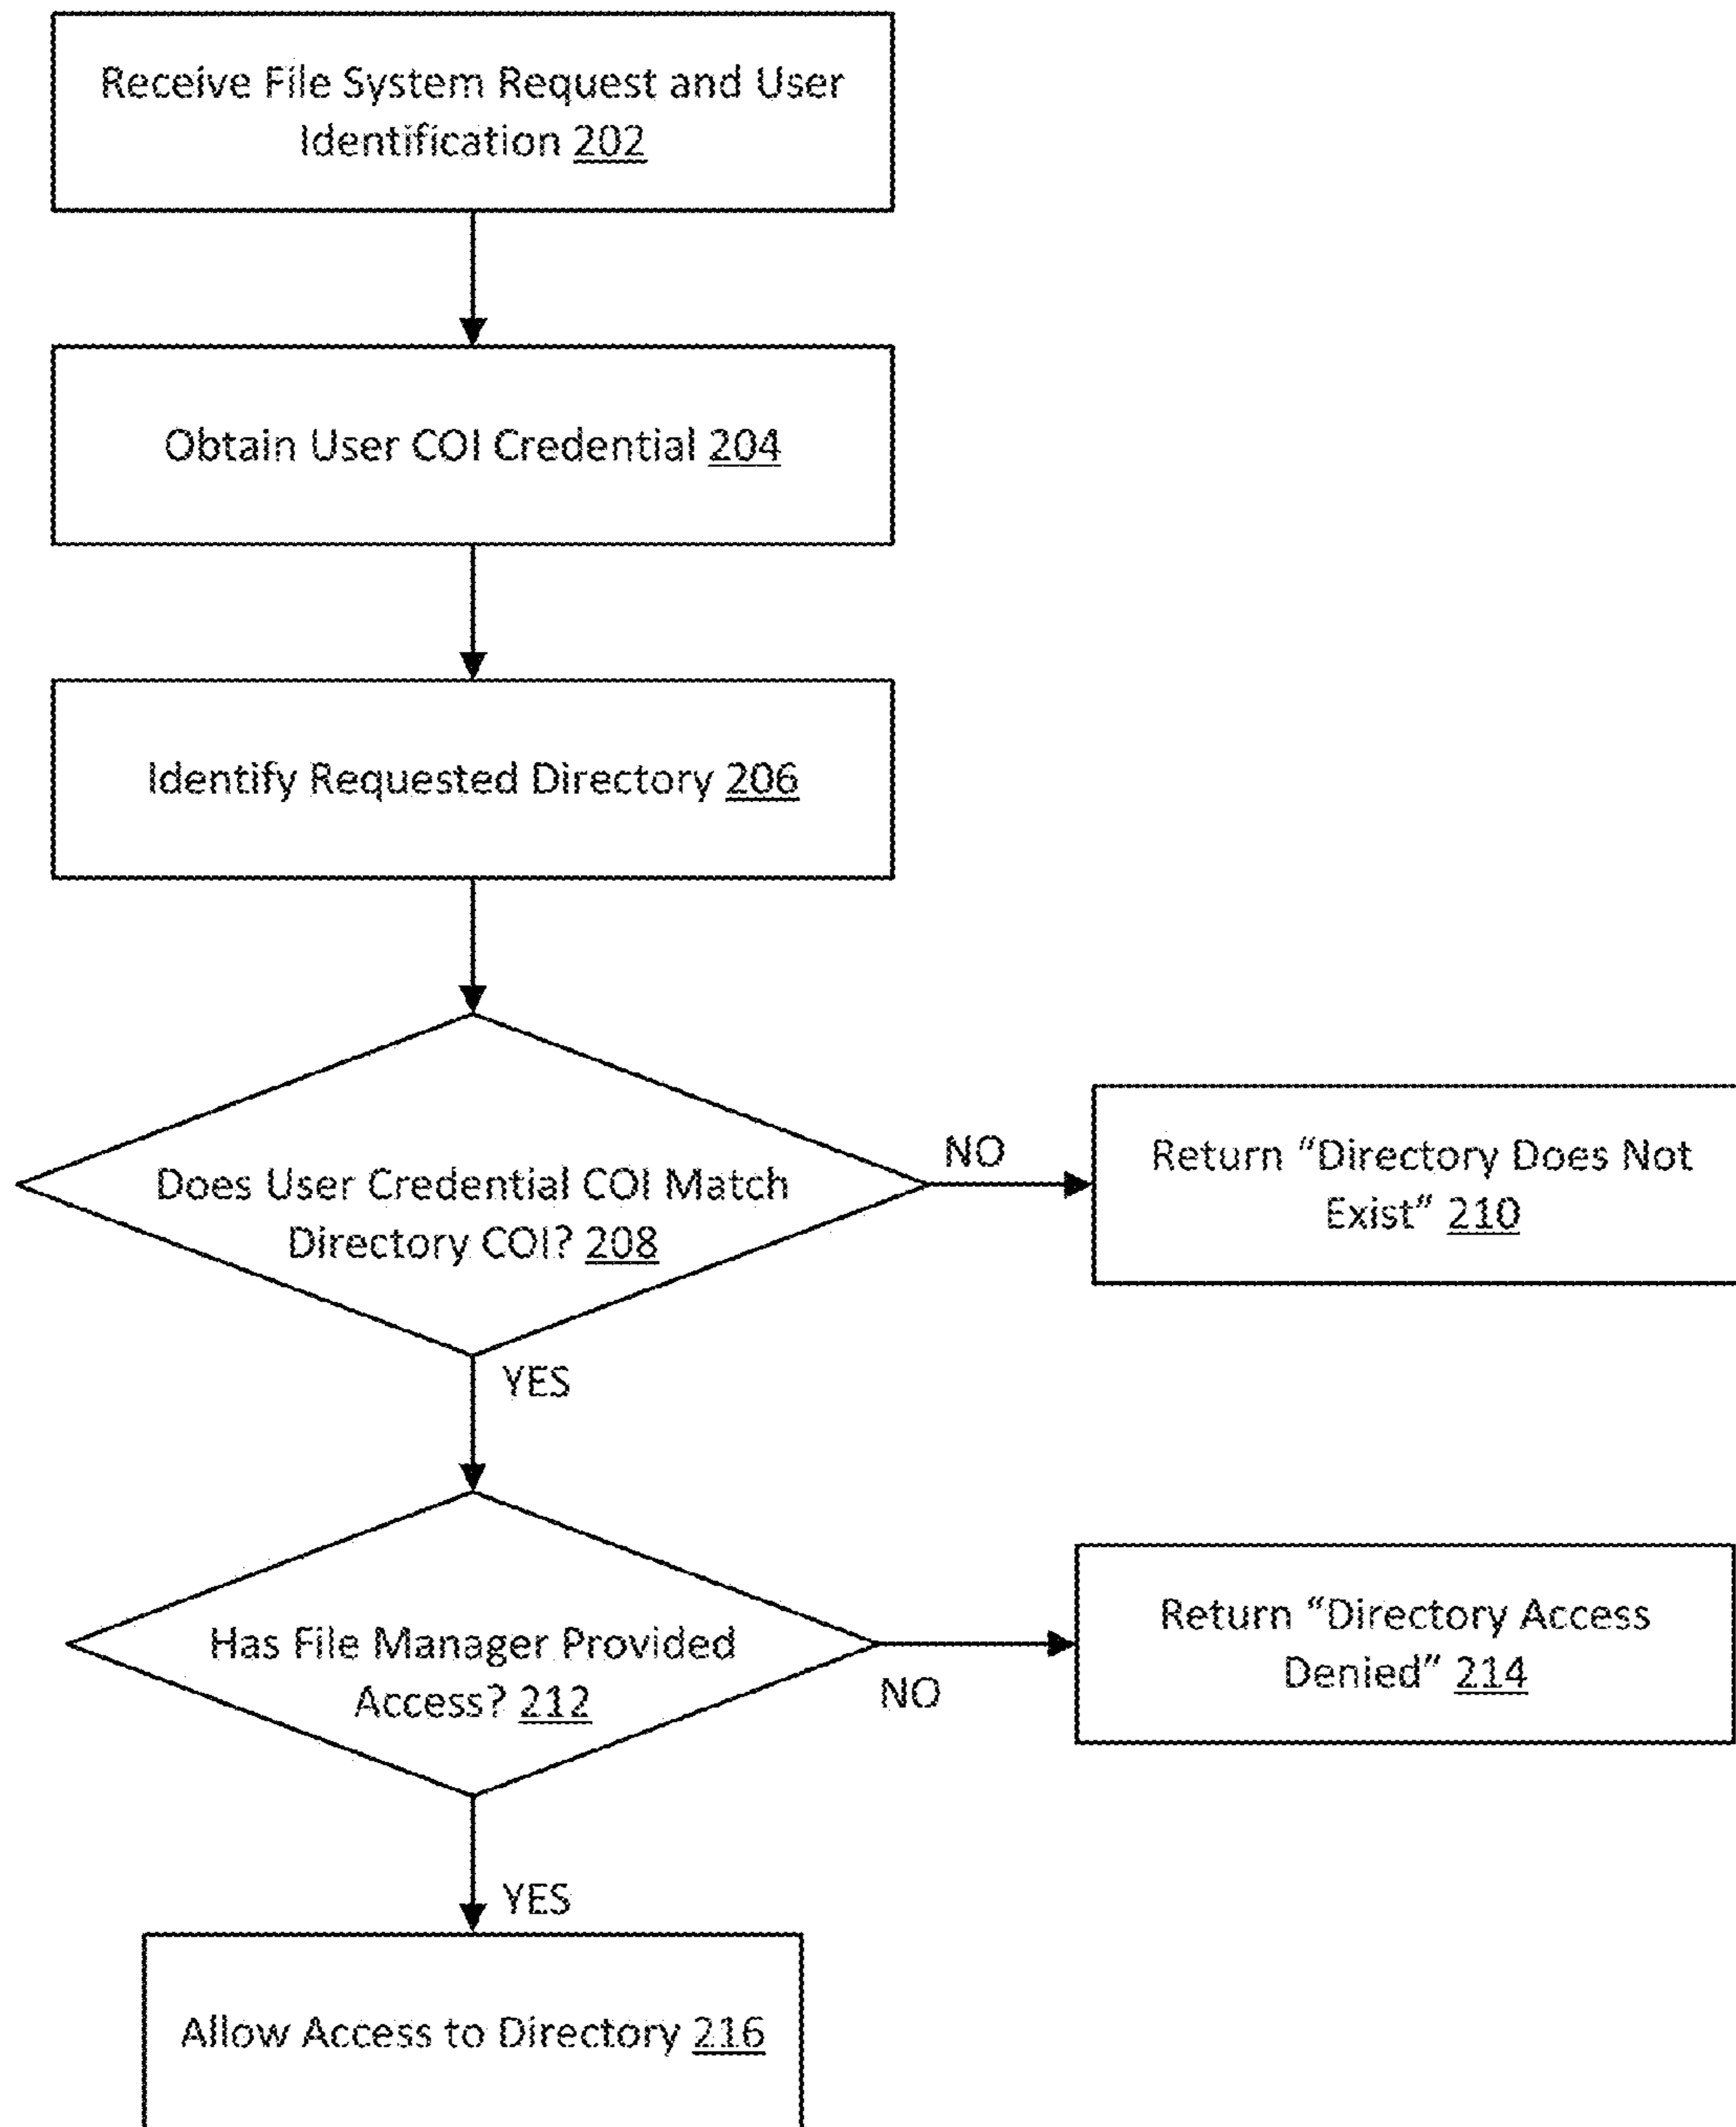 Receive File System Request and User
Identification 202
Obtain User COI Credential 204
Identify Requested Directory 206
Does User Credential COI Match
Directory COI? 208
NO
Return “Directory Does Not
Exist” 210
YES
Has File Manager Provided
Access? 212
NO
Return “Directory Access
Denied” 214
YES
Allow Access to Directory 216